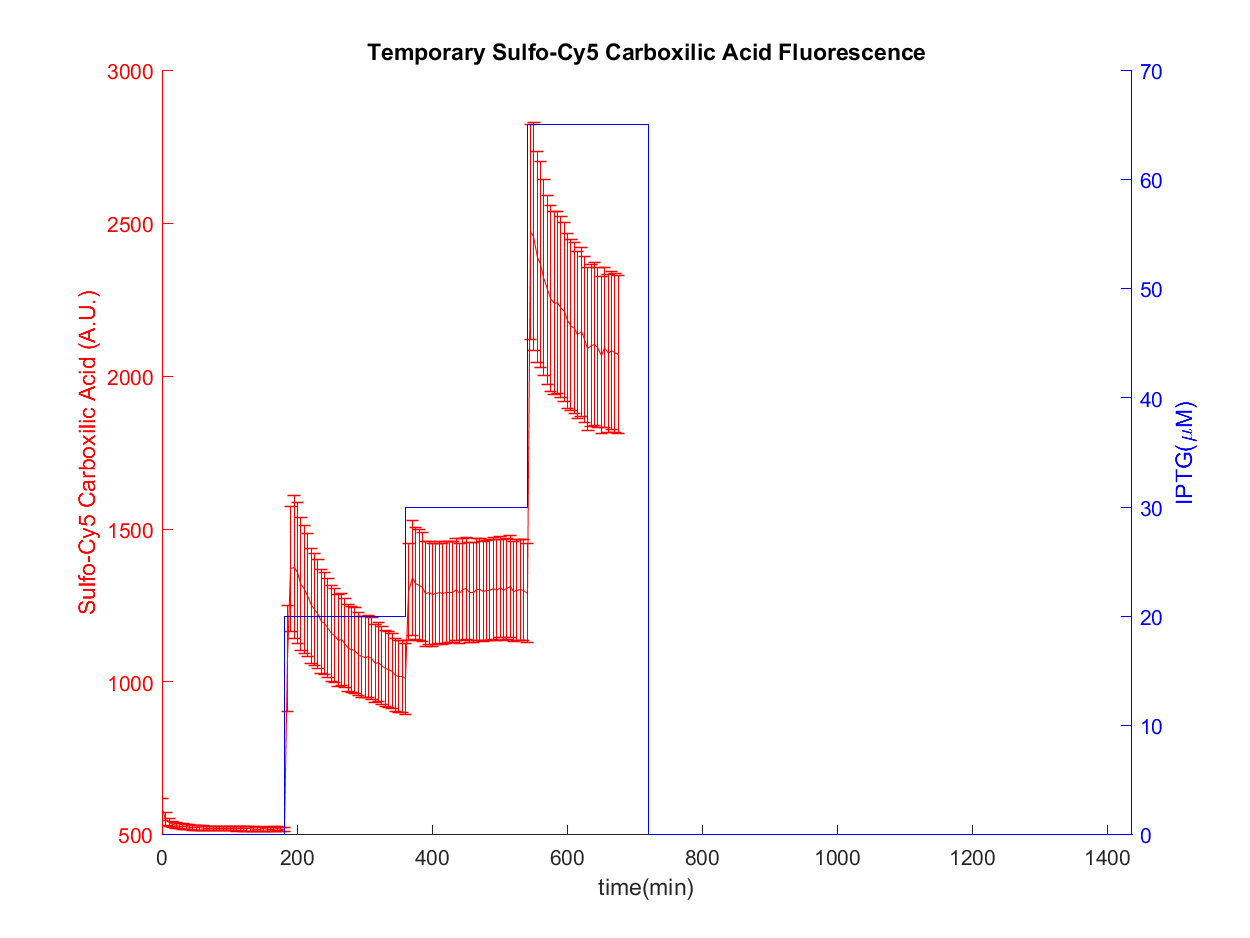 Temporary Sulfo-Cy5 Carboxilic Acid Fluorescence
3000
2500
2000
1500
1000
500
Sulfo-Cy5 Carboxilic Acid (A.U.)
70
60
50
40
30
20
10
0
IPTG(μM)
0 200 400 600 800 1000 1200 1400
time(min)